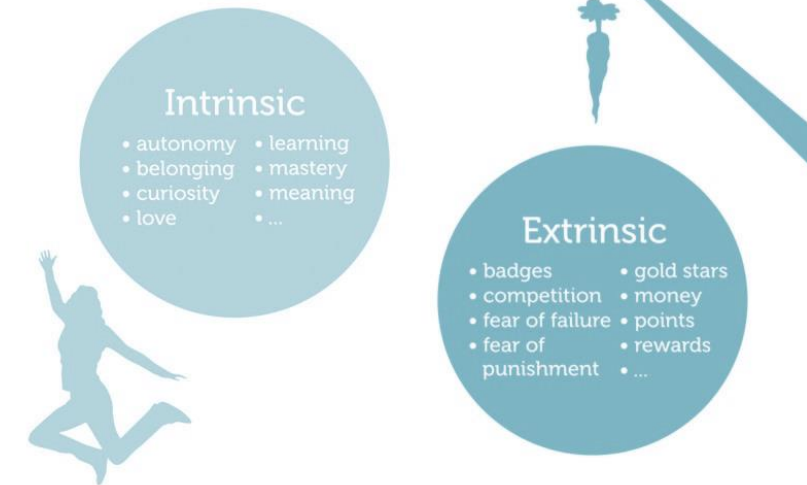 Intrinsic
• autonomy
• belonging
• curiosity
• love
• learning
• mastery
• meaning
• ...
Extrinsic
• badges
• competition
• fear of failure
• fear of
punishment
• gold stars
• money
• points
• rewards
• ...